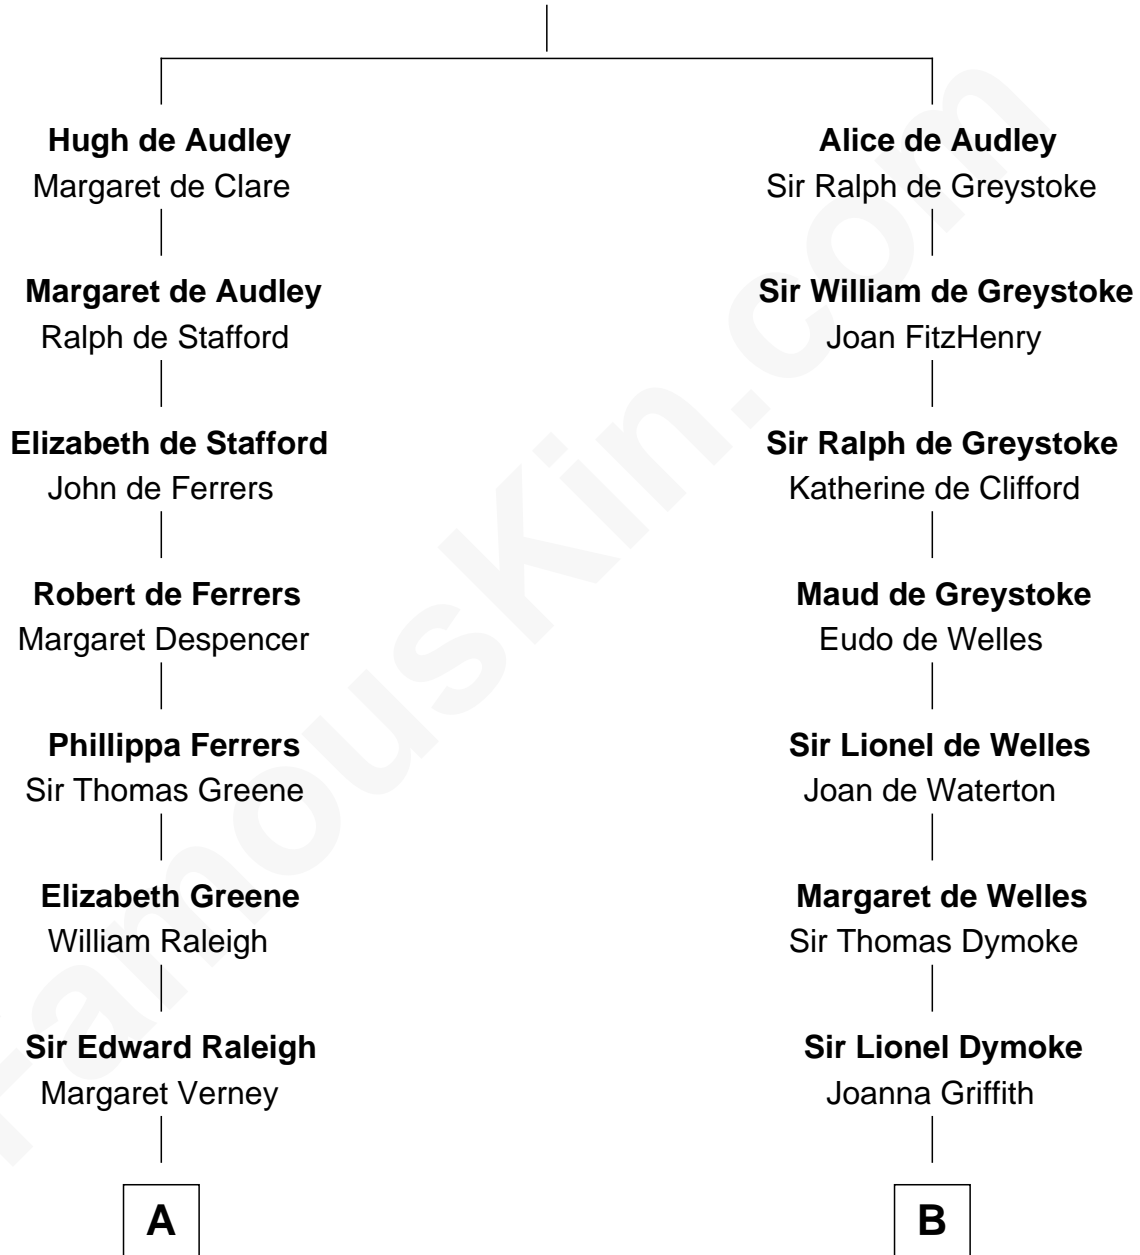 Hugh de Audley
Margaret de Clare
Alice de Audley
Sir Ralph de Greystoke
Margaret de Audley
Ralph de Stafford
Sir William de Greystoke
Joan FitzHenry
Elizabeth de Stafford
John de Ferrers
Sir Ralph de Greystoke
Katherine de Clifford
Robert de Ferrers
Margaret Despencer
Maud de Greystoke
Eudo de Welles
Phillippa Ferrers
Sir Thomas Greene
Sir Lionel de Welles
Joan de Waterton
Elizabeth Greene
William Raleigh
Margaret de Welles
Sir Thomas Dymoke
Sir Edward Raleigh
Margaret Verney
Sir Lionel Dymoke
Joanna Griffith
A
B
FamousKin.com